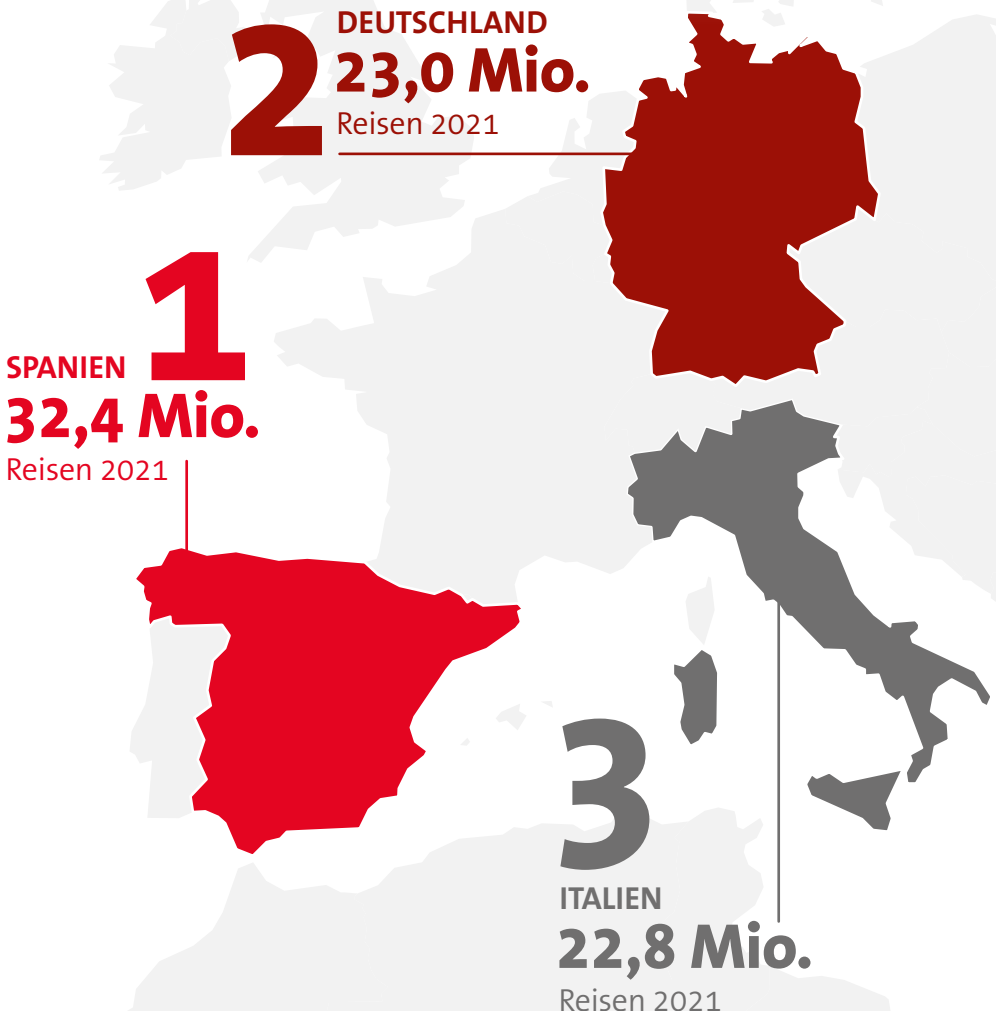 2
DEUTSCHLAND
23,0 Mio.
Reisen 2021
1
SPANIEN
32,4 Mio.
Reisen 2021
3
ITALIEN
22,8 Mio.
Reisen 2021